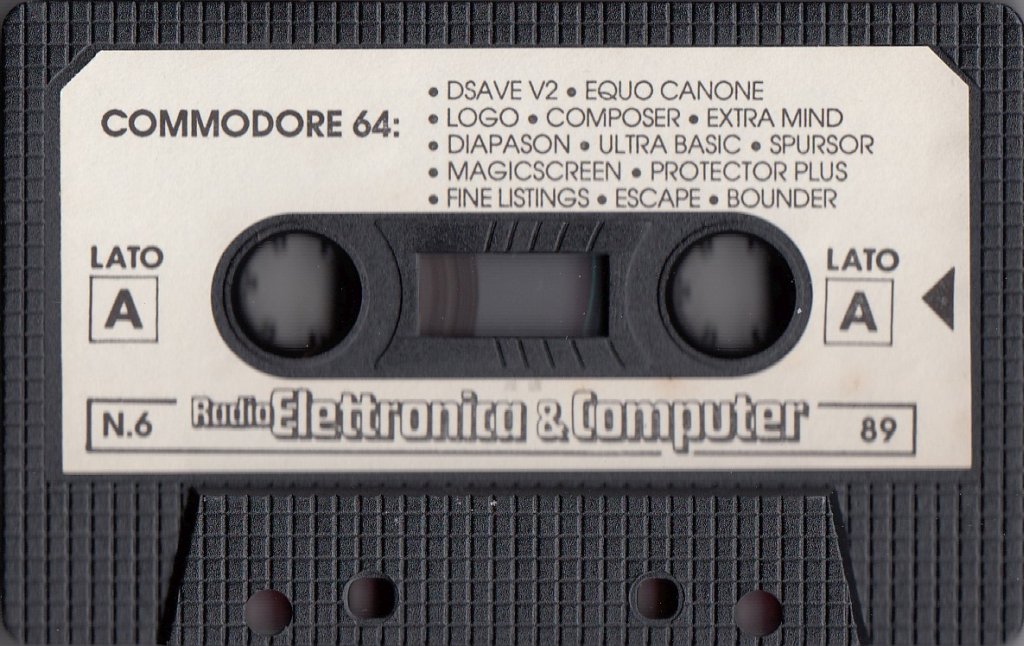 COMMODORE 64:
• DSAVE V2 • EQUO CANONE
• LOGO • COMPOSER • EXTRA MIND
• DIAPASON • ULTRA BASIC • SPURSOR
• MAGICSCREEN • PROTECTOR PLUS
• FINE LISTINGS • ESCAPE • BOUNDER
LATO
A
LATO
A
N.6
Radio Elettronica & Computer
89